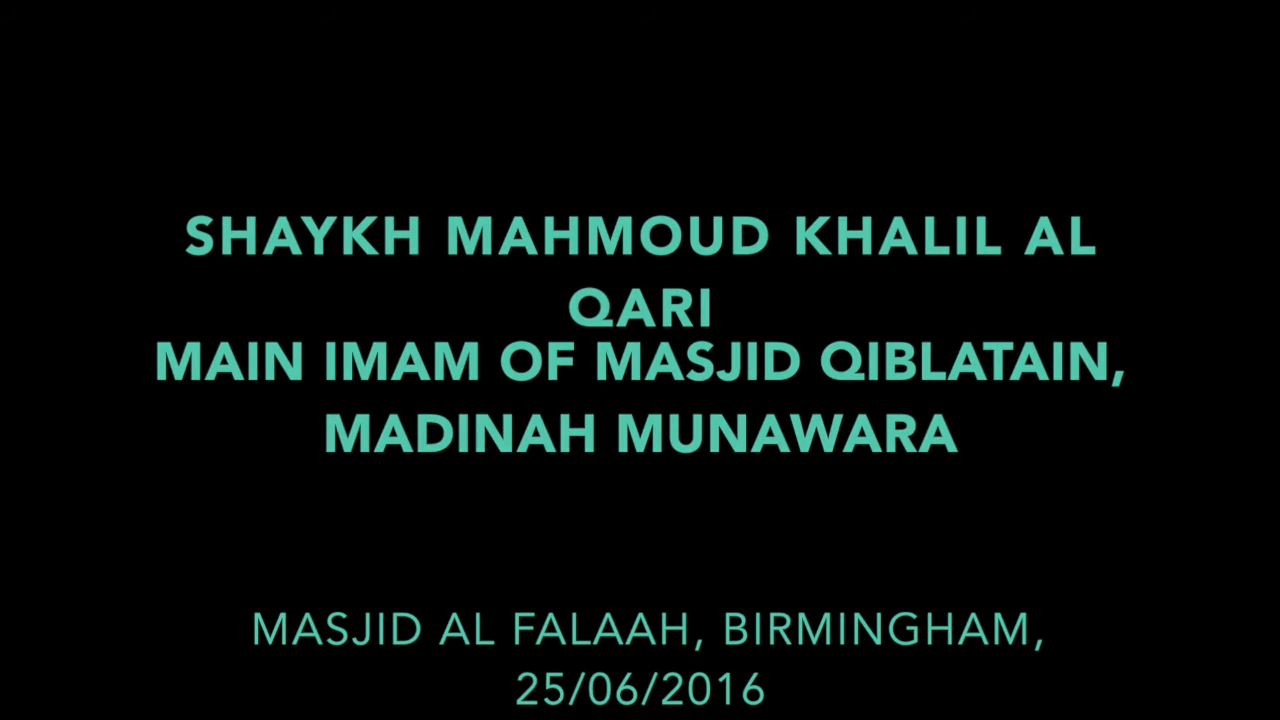 SHAYKH MAHMOUD KHALIL AL
QARI
MAIN IMAM OF MASJID QIBLATAIN,
MADINAH MUNAWARA
MASJID AL FALAAH, BIRMINGHAM,
25/06/2016